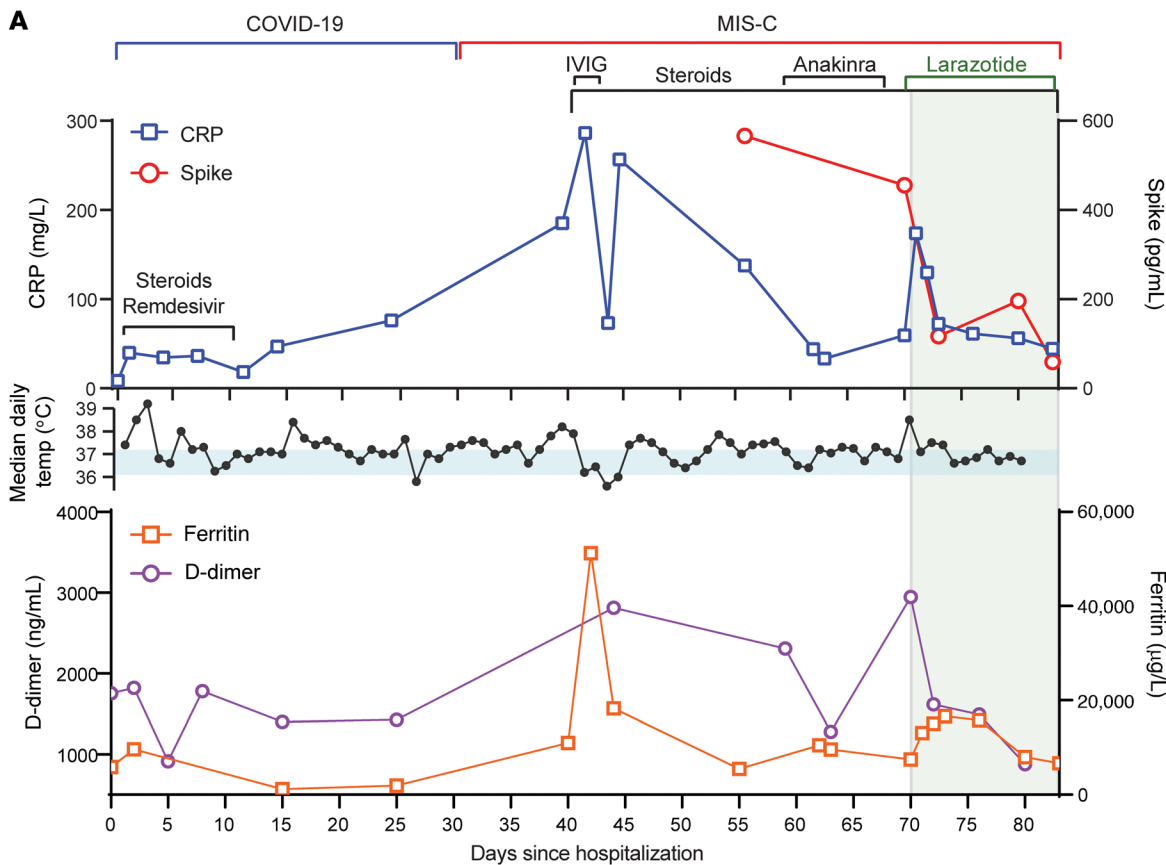 A
COVID-19
MIS-C
IVIG
Steroids
Anakinra
Larazotide
300
200
100
0
CRP (mg/L)
CRP
Spike
Steroids
Remdesivir
600
400
200
0
Spike (pg/mL)
39
38
37
36
Median daily
temp (°C)
4000
3000
2000
1000
D-dimer (ng/mL)
Ferritin
D-dimer
60,000
40,000
20,000
0
Ferritin (μg/L)
0 5 10 15 20 25 30 35 40 45 50 55 60 65 70 75 80
Days since hospitalization